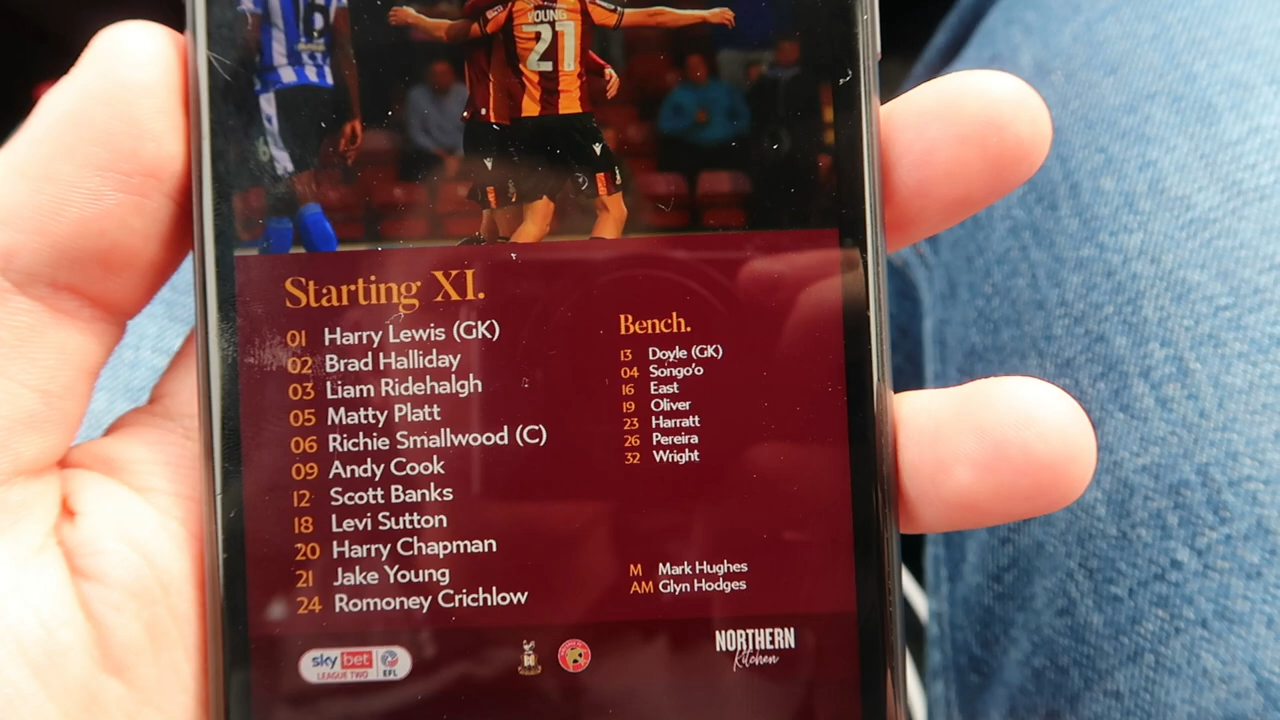 YOUNG
21
Starting XI.
01 Harry Lewis (GK)
02 Brad Halliday
03 Liam Ridehalgh
05 Matty Platt
06 Richie Smallwood (C)
09 Andy Cook
12 Scott Banks
18 Levi Sutton
20 Harry Chapman
21 Jake Young
24 Romoney Crichlow
Bench.
13 Doyle (GK)
04 Songo'o
16 East
19 Oliver
23 Harratt
26 Pereira
32 Wright
M Mark Hughes
AM Glyn Hodges
sky bet EFL
LEAGUE TWO
NORTHERN
Kitchen